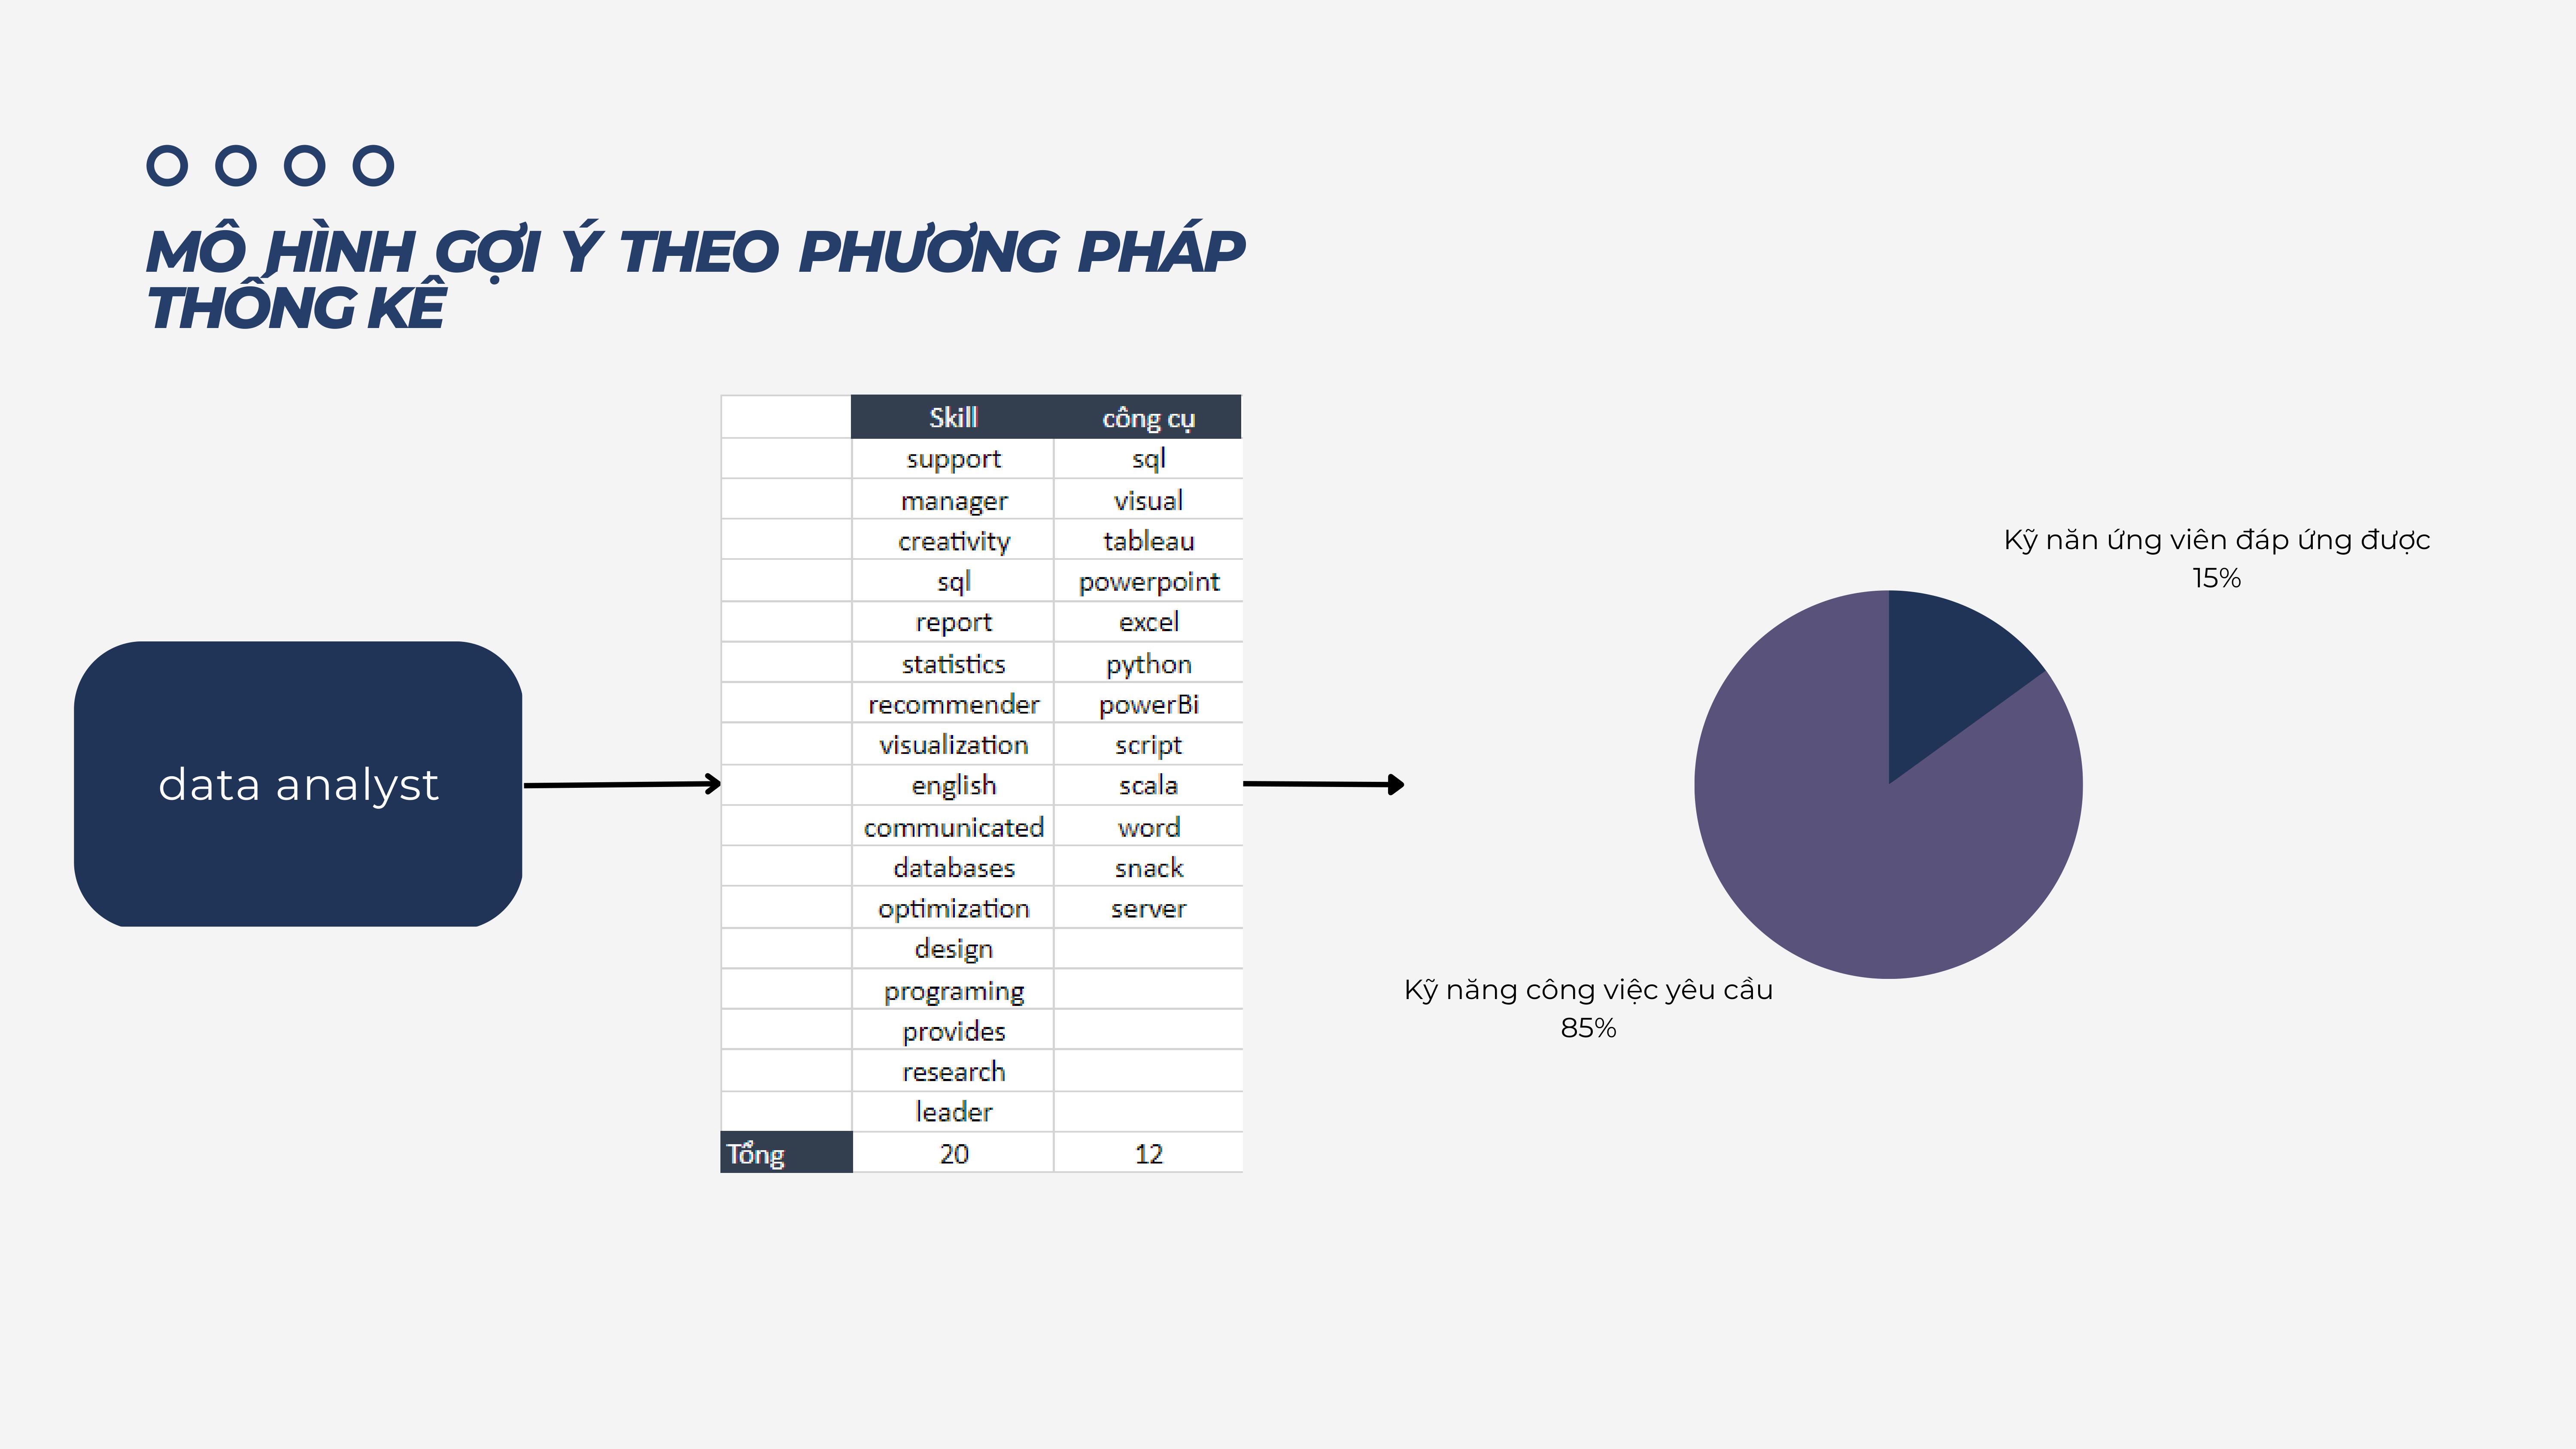 MÔ HÌNH GỢI Ý THEO PHƯƠNG PHÁP
THỐNG KÊ
data analyst
Skill công cụ
support sql
manager visual
creativity tableau
sql powerpoint
report excel
statistics python
recommender powerBi
visualization script
english scala
communicated word
databases snack
optimization server
design
programing
provides
research
leader
Tổng 20 12
Kỹ năn ứng viên đáp ứng được
15%
Kỹ năng công việc yêu cầu
85%